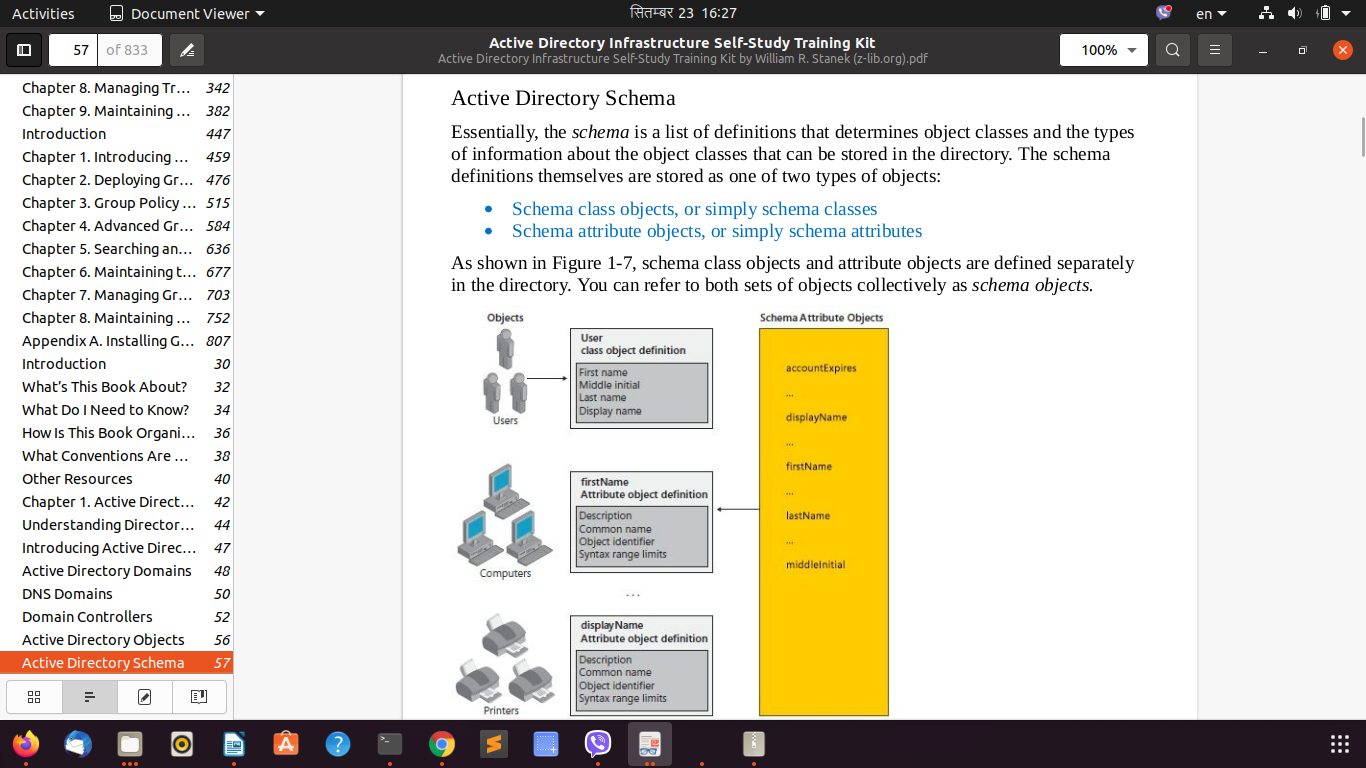 Activities
Document Viewer
सितम्बर 23 16:27
en
57
of 833
Active Directory Infrastructure Self-Study Training Kit
Active Directory Infrastructure Self-Study Training Kit by William R. Stanek (z-lib.org).pdf
100%
Chapter 8. Managing Tr... 342
Chapter 9. Maintaining ... 382
Introduction 447
Chapter 1. Introducing ... 459
Chapter 2. Deploying Gr... 476
Chapter 3. Group Policy ... 515
Chapter 4. Advanced Gr... 584
Chapter 5. Searching an... 636
Chapter 6. Maintaining t... 677
Chapter 7. Managing Gr... 703
Chapter 8. Maintaining ... 752
Appendix A. Installing G... 807
Introduction 30
What's This Book About? 32
What Do I Need to Know? 34
How Is This Book Organi... 36
What Conventions Are ... 38
Other Resources 40
Chapter 1. Active Direct... 42
Understanding Director... 44
Introducing Active Direc... 47
Active Directory Domains 48
DNS Domains 50
Domain Controllers 52
Active Directory Objects 56
Active Directory Schema 57
Active Directory Schema
Essentially, the schema is a list of definitions that determines object classes and the types
of information about the object classes that can be stored in the directory. The schema
definitions themselves are stored as one of two types of objects:
• Schema class objects, or simply schema classes
• Schema attribute objects, or simply schema attributes
As shown in Figure 1-7, schema class objects and attribute objects are defined separately
in the directory. You can refer to both sets of objects collectively as schema objects.
Objects
Users
Computers
Printers
User
class object definition
First name
Middle initial
Last name
Display name
firstName
Attribute object definition
Description
Common name
Object identifier
Syntax range limits
...
displayName
Attribute object definition
Description
Common name
Object identifier
Syntax range limits
Schema Attribute Objects
accountExpires
...
displayName
...
firstName
...
lastName
...
middleInitial